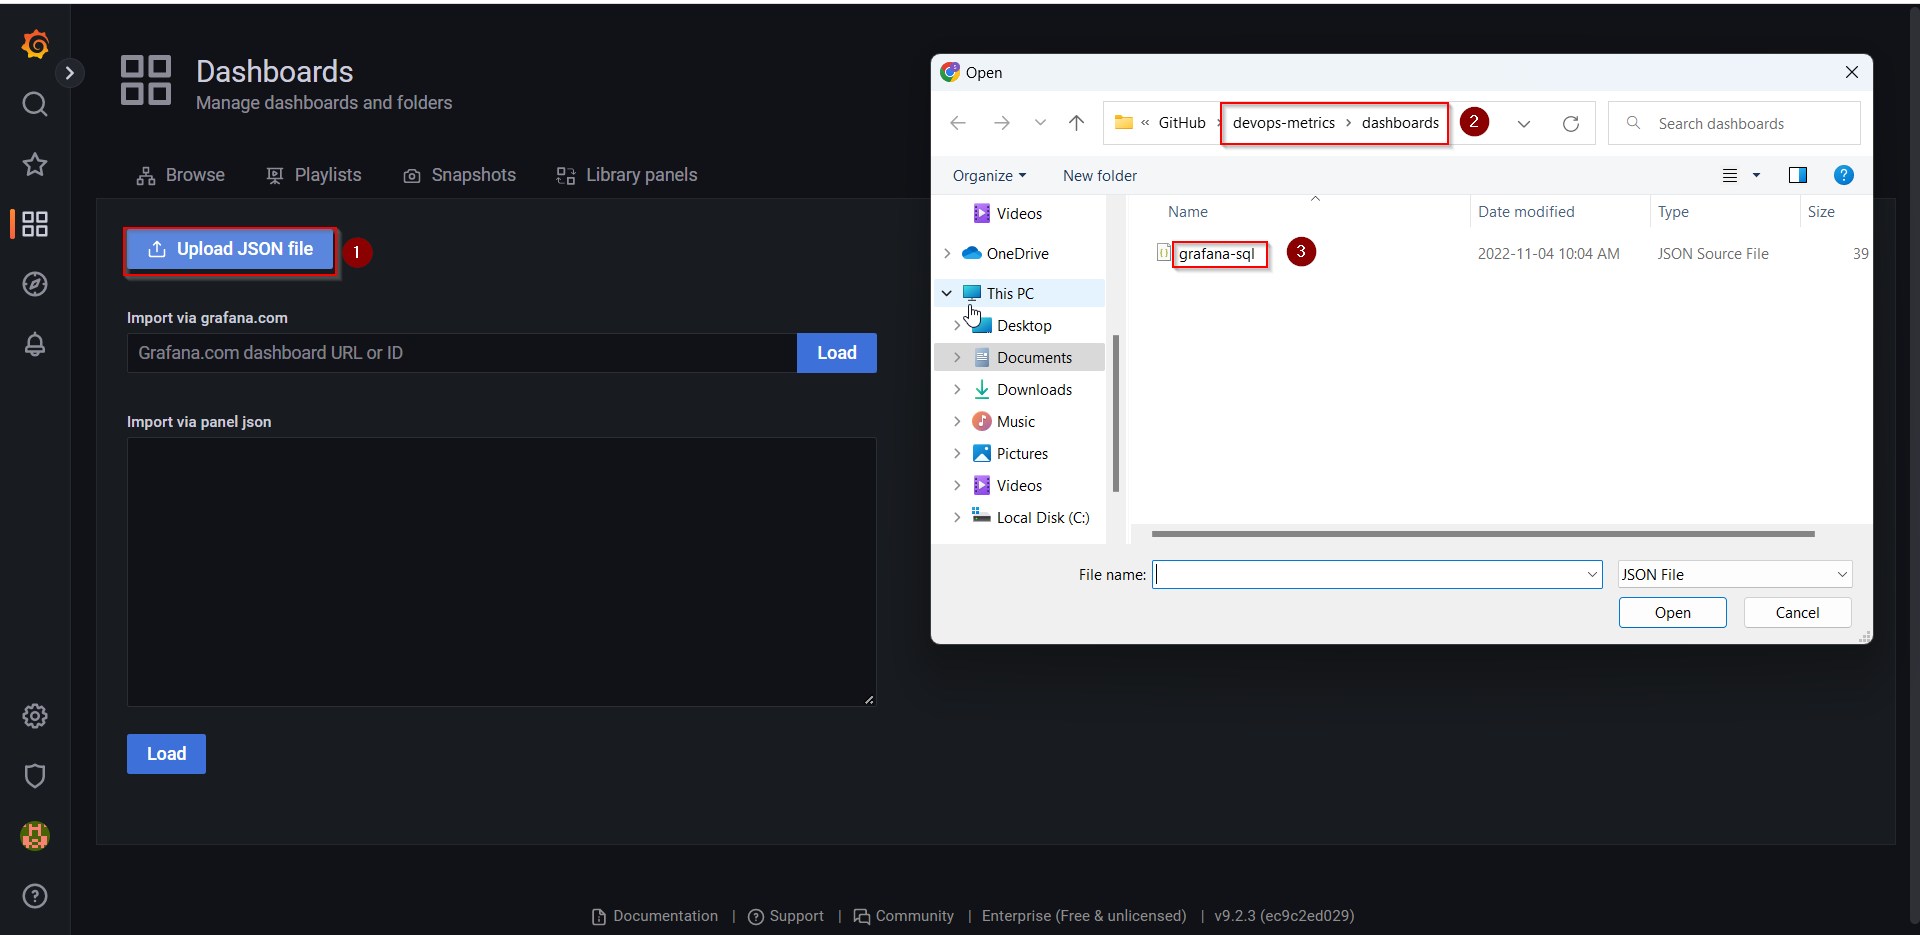 Dashboards
Manage dashboards and folders
Browse
Playlists
Snapshots
Library panels
Upload JSON file
1
Import via grafana.com
Grafana.com dashboard URL or ID
Load
Import via panel json
Load
Open
« GitHub › devops-metrics › dashboards
2
Search dashboards
Organize
New folder
?
Name
Date modified
Type
Size
grafana-sql
3
2022-11-04 10:04 AM
JSON Source File
39
Videos
OneDrive
This PC
Desktop
Documents
Downloads
Music
Pictures
Videos
Local Disk (C:)
File name:
JSON File
Open
Cancel
Documentation | Support | Community | Enterprise (Free & unlicensed) | v9.2.3 (ec9c2ed029)